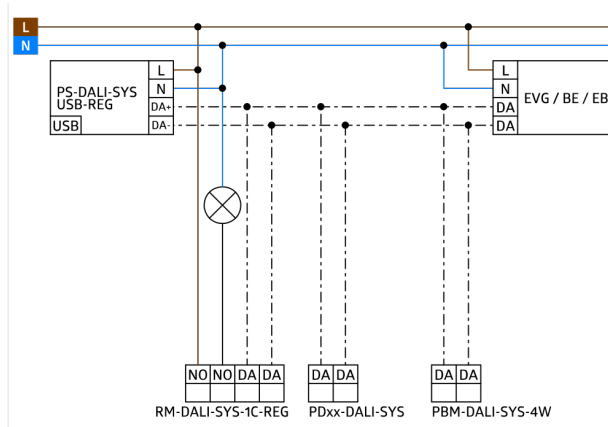 L
N
PS-DALI-SYS
USB-REG
USB
L
N
DA+
DA-
L
N
DA
DA
EVG / BE / EB
NO NO DA DA
RM-DALI-SYS-1C-REG
DA DA
PDxx-DALI-SYS
DA DA
PBM-DALI-SYS-4W